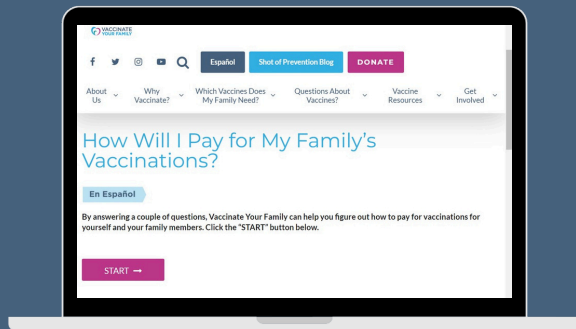 VACCINATE
YOUR FAMILY
Español
Shot of Prevention Blog
DONATE
About
Us
Why
Vaccinate?
Which Vaccines Does
My Family Need?
Questions About
Vaccines?
Vaccine
Resources
Get
Involved
How Will I Pay for My Family's
Vaccinations?
En Español
By answering a couple of questions, Vaccinate Your Family can help you figure out how to pay for vaccinations for
yourself and your family members. Click the "START" button below.
START →